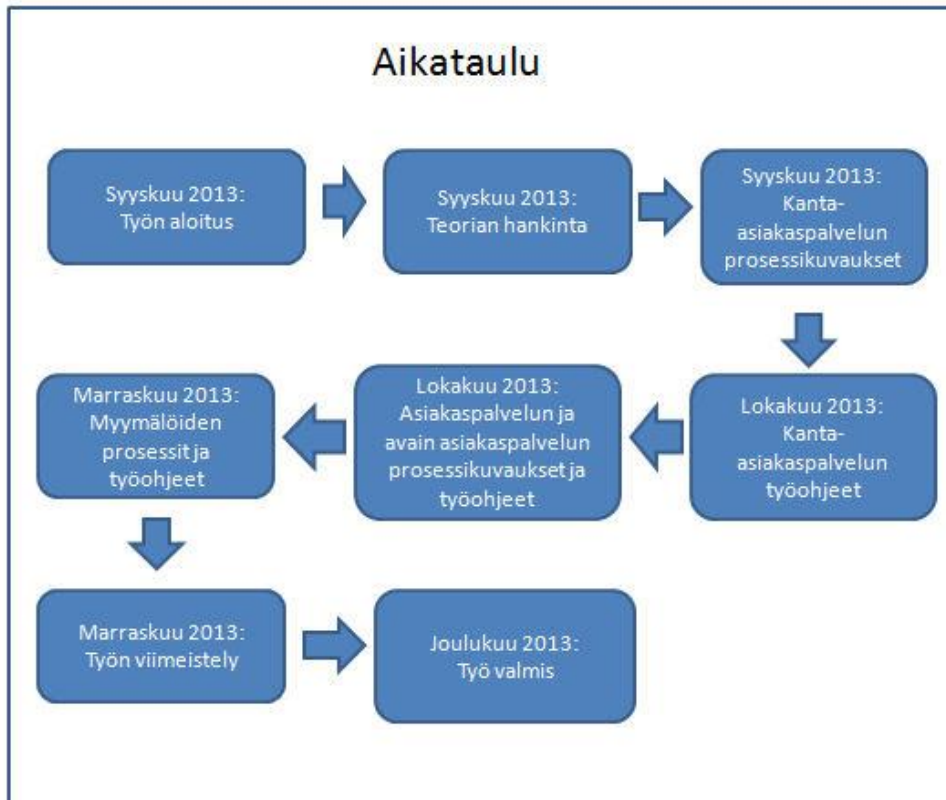 Aikataulu
Syyskuu 2013:
Työn aloitus
Syyskuu 2013:
Teorian hankinta
Syyskuu 2013:
Kanta-
asiakaspalvelun
prosessikuvaukset
Lokakuu 2013:
Kanta-
asiakaspalvelun
työohjeet
Lokakuu 2013:
Asiakaspalvelun ja
avain asiakaspalvelun
prosessikuvaukset ja
työohjeet
Marraskuu 2013:
Myymälöiden
prosessit ja
työohjeet
Marraskuu 2013:
Työn viimeistely
Joulukuu 2013:
Työ valmis